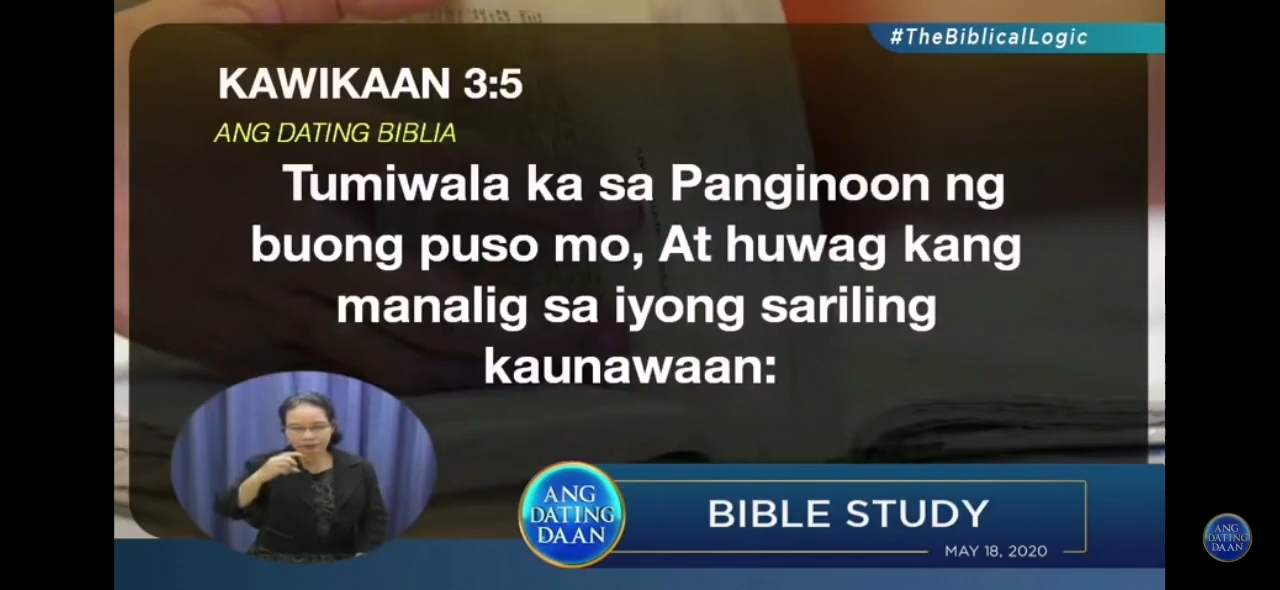 #TheBiblicalLogic
KAWIKAAN 3:5
ANG DATING BIBLIA
Tumiwala ka sa Panginoon ng
buong puso mo, At huwag kang
manalig sa iyong sariling
kaunawaan:
ANG
DATING
DAAN
BIBLE STUDY
MAY 18, 2020
ANG
DATING
DAAN